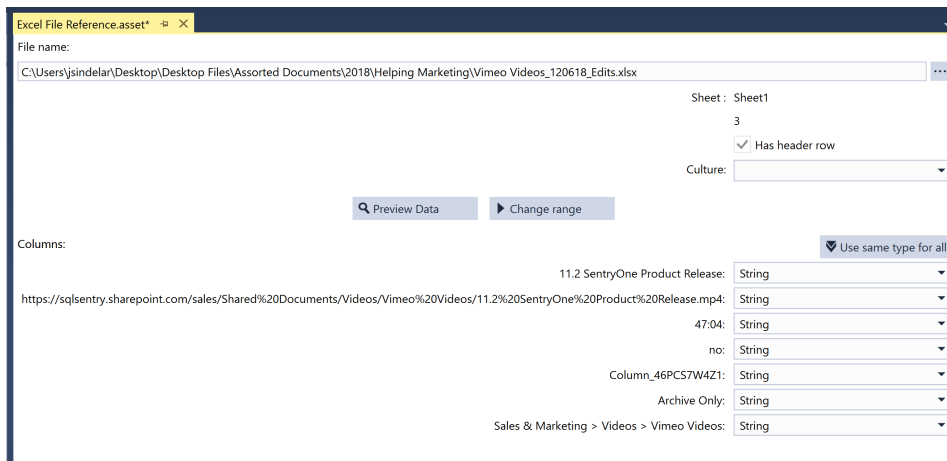 Excel File Reference.asset*
File name:
C:\Users\jsindelar\Desktop\Desktop Files\Assorted Documents\2018\Helping Marketing\Vimeo Videos_120618_Edits.xlsx
Sheet : Sheet1
3
Has header row
Culture:
Preview Data Change range
Columns: Use same type for all
11.2 SentryOne Product Release: String
https://sqlsentry.sharepoint.com/sales/Shared%20Documents/Videos/Vimeo%20Videos/11.2%20SentryOne%20Product%20Release.mp4: String
47:04: String
no: String
Column_46PCS7W4Z1: String
Archive Only: String
Sales & Marketing > Videos > Vimeo Videos: String